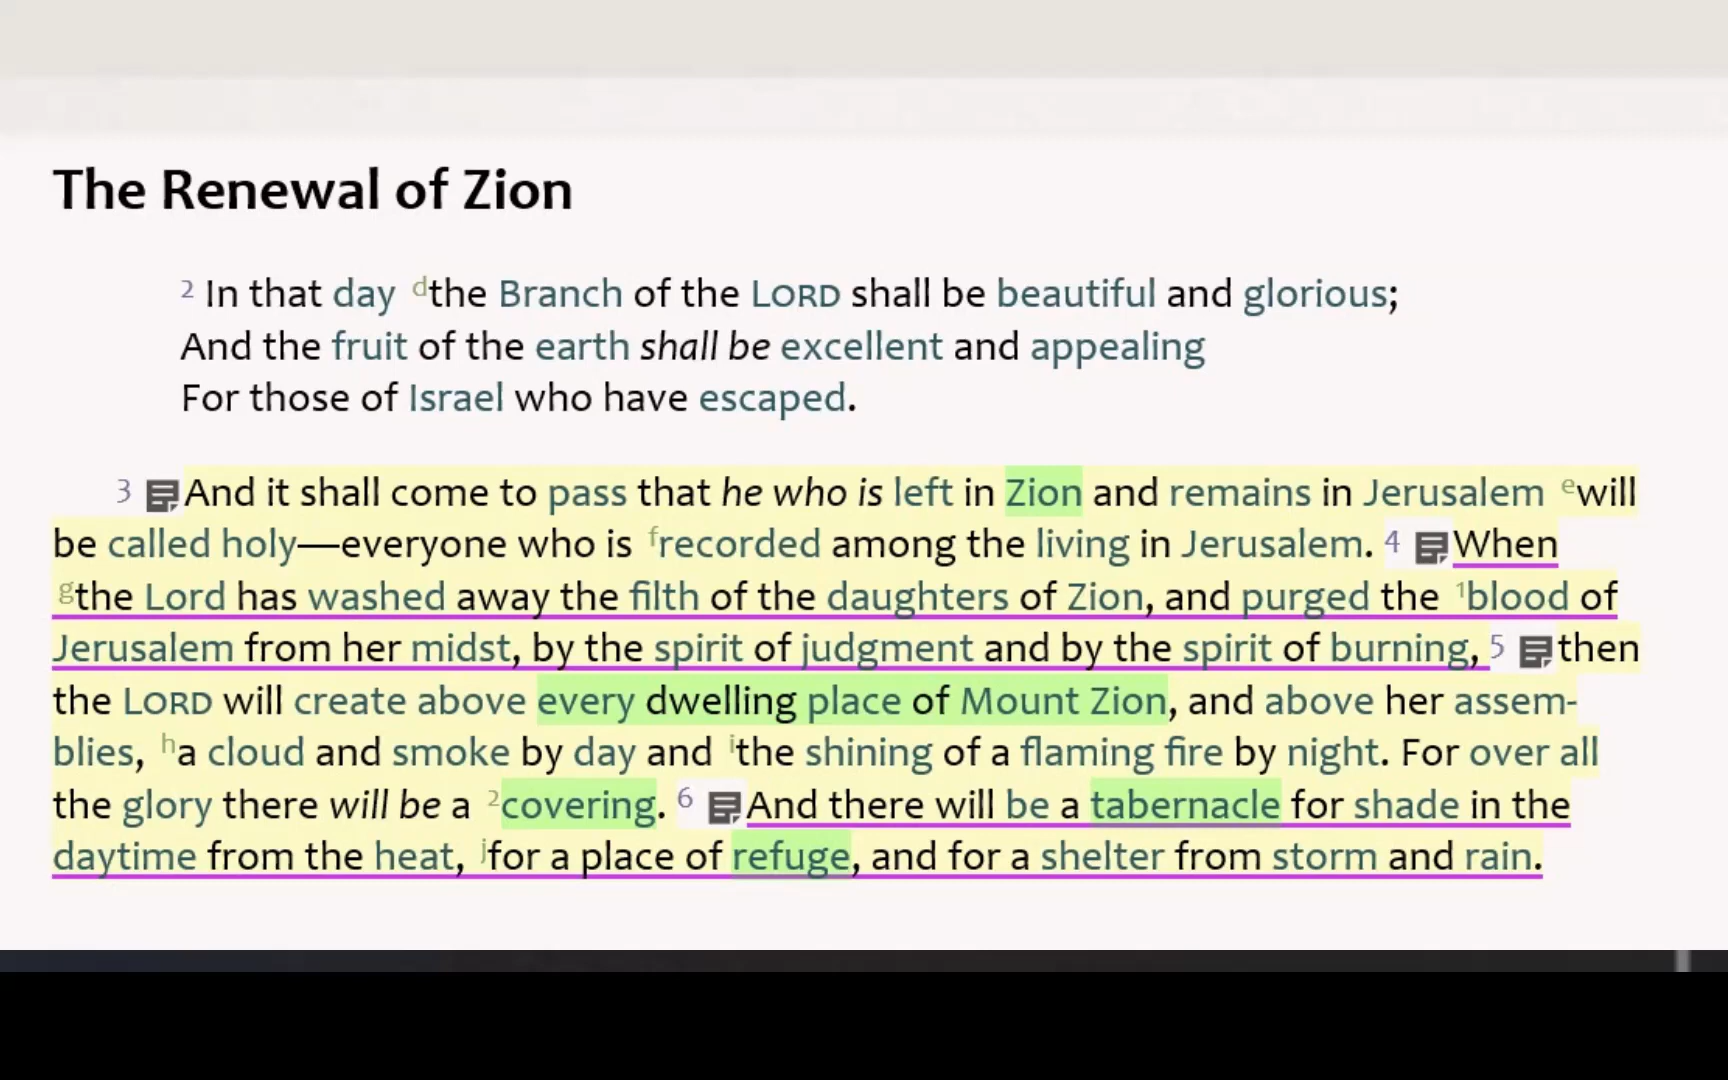 The Renewal of Zion
2 In that day dthe Branch of the LORD shall be beautiful and glorious;
And the fruit of the earth shall be excellent and appealing
For those of Israel who have escaped.
3 And it shall come to pass that he who is left in Zion and remains in Jerusalem ewill
be called holy—everyone who is frecorded among the living in Jerusalem. 4 When
gthe Lord has washed away the filth of the daughters of Zion, and purged the 1blood of
Jerusalem from her midst, by the spirit of judgment and by the spirit of burning, 5 then
the LORD will create above every dwelling place of Mount Zion, and above her assem-
blies, ha cloud and smoke by day and ithe shining of a flaming fire by night. For over all
the glory there will be a 2covering. 6 And there will be a tabernacle for shade in the
daytime from the heat, jfor a place of refuge, and for a shelter from storm and rain.